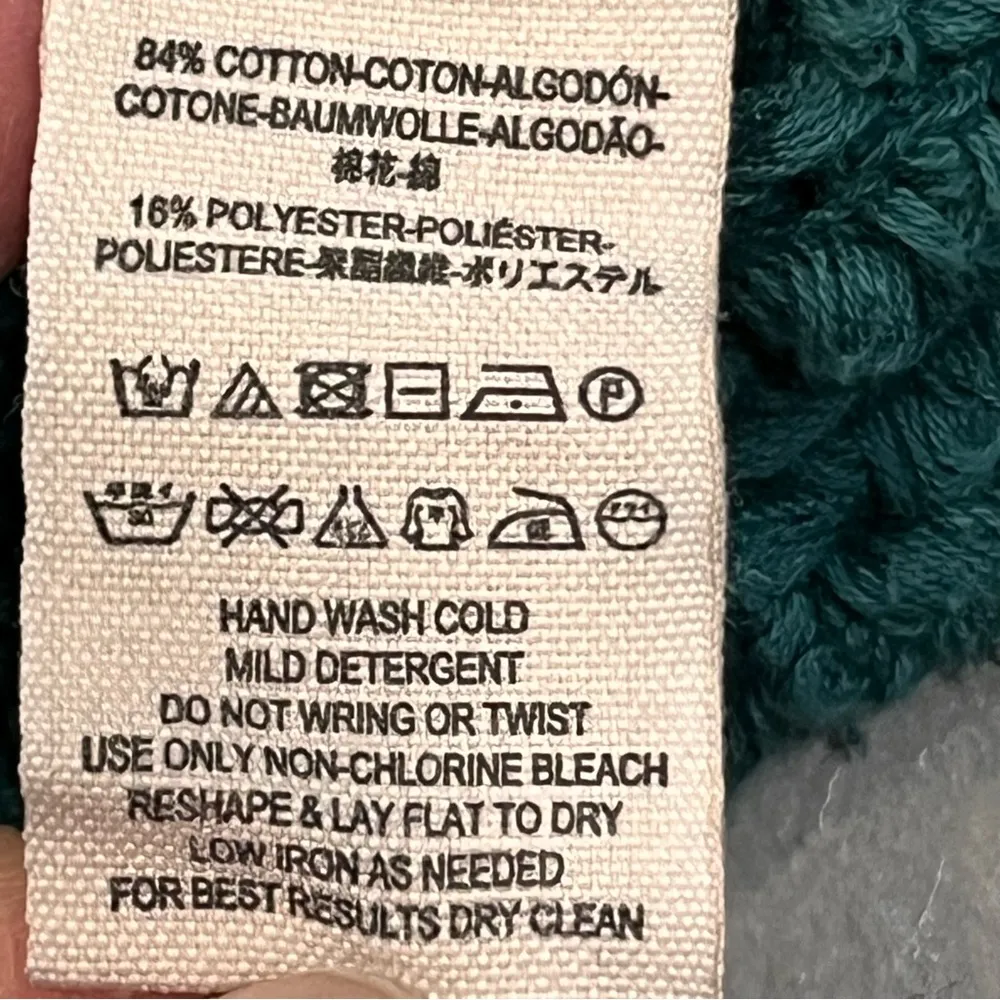 84% COTTON-COTON-ALGODÓN-
COTONE-BAUMWOLLE-ALGODÃO-
棉花-綿
16% POLYESTER-POLIÉSTER-
POLIESTERE-聚酯纖維-ポリエステル
P
HAND WASH COLD
MILD DETERGENT
DO NOT WRING OR TWIST
USE ONLY NON-CHLORINE BLEACH
RESHAPE & LAY FLAT TO DRY
LOW IRON AS NEEDED
FOR BEST RESULTS DRY CLEAN